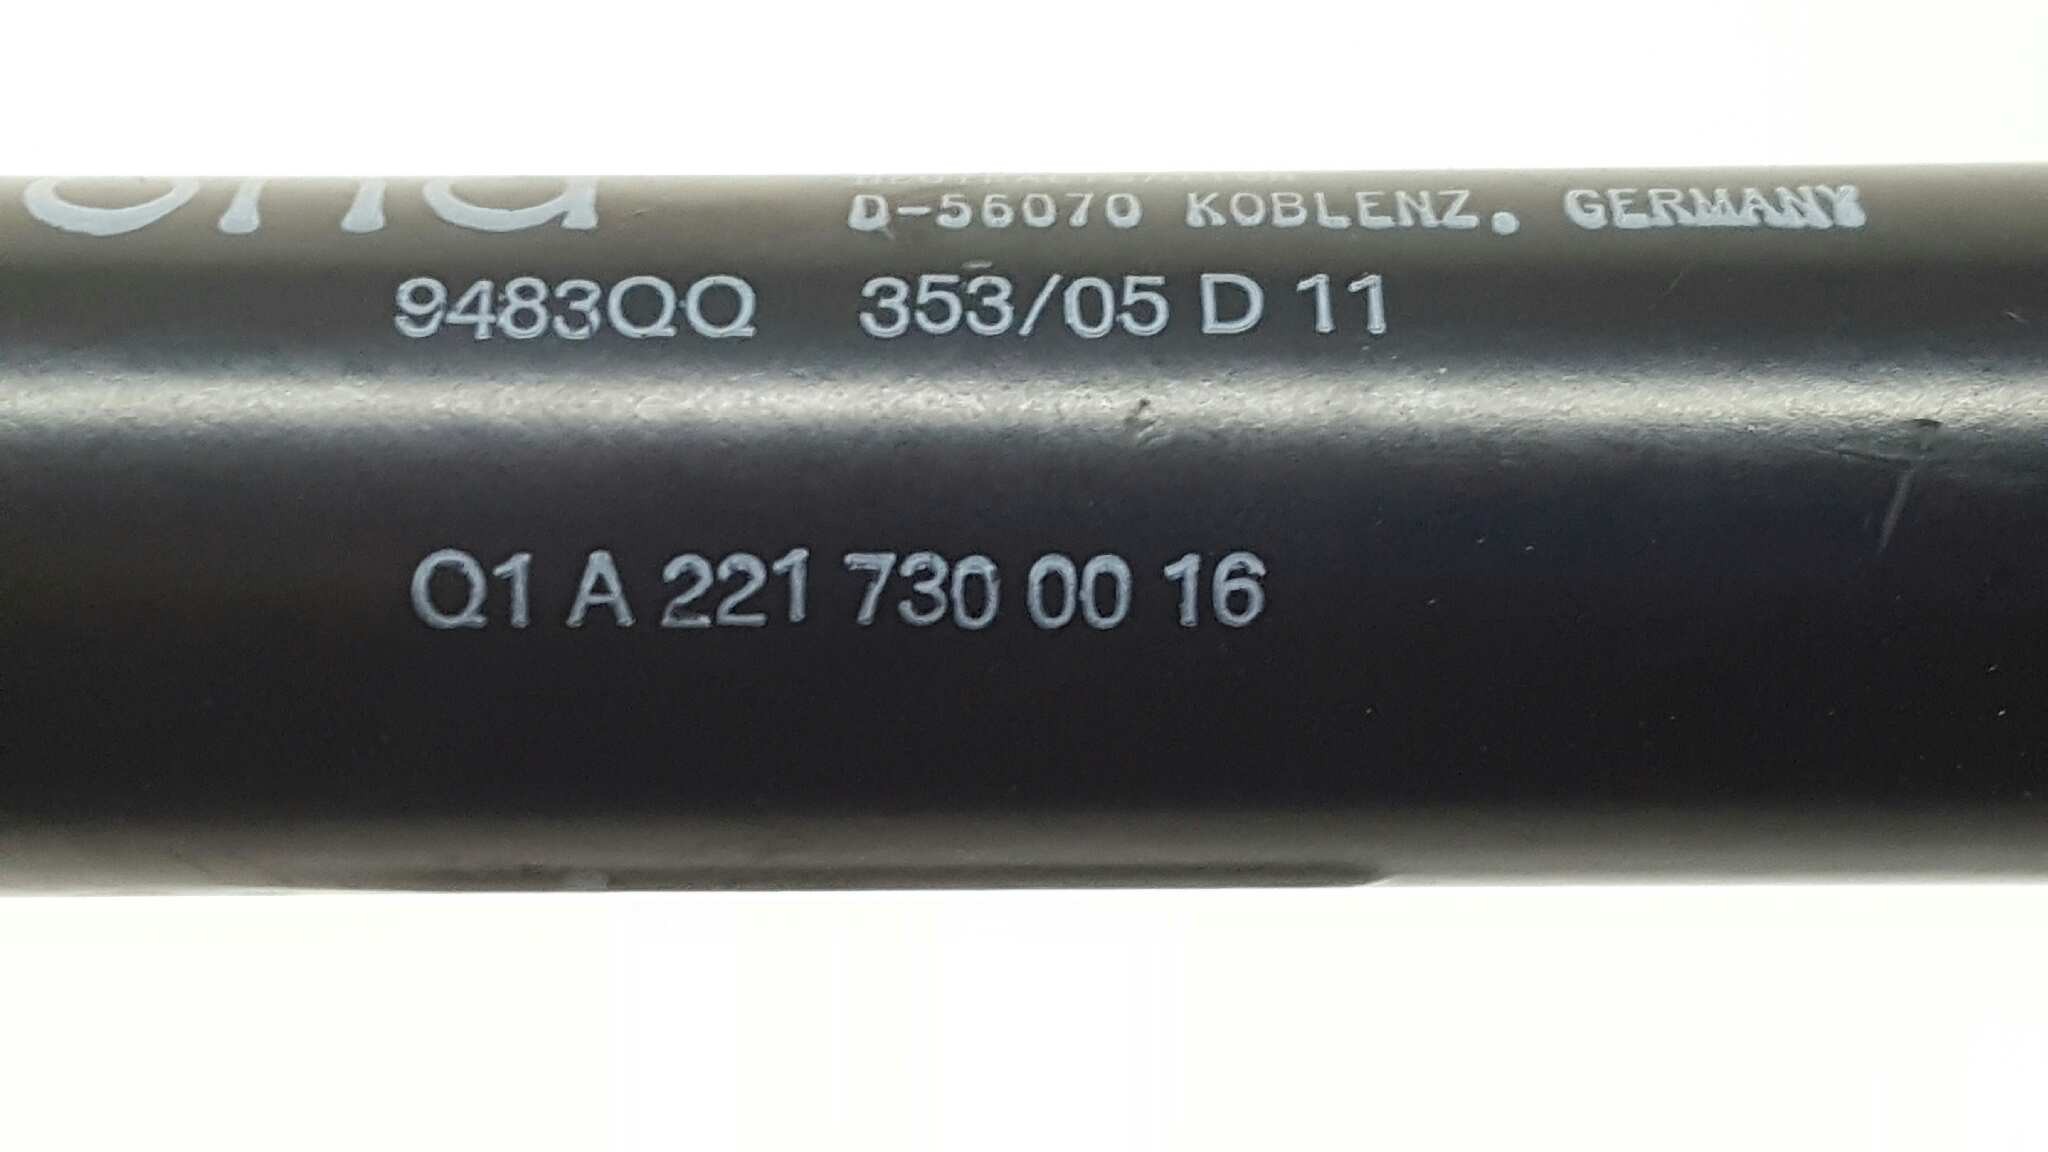 D-56070 KOBLENZ. GERMANY
9483QQ 353/05 D 11
Q1 A 221 730 00 16